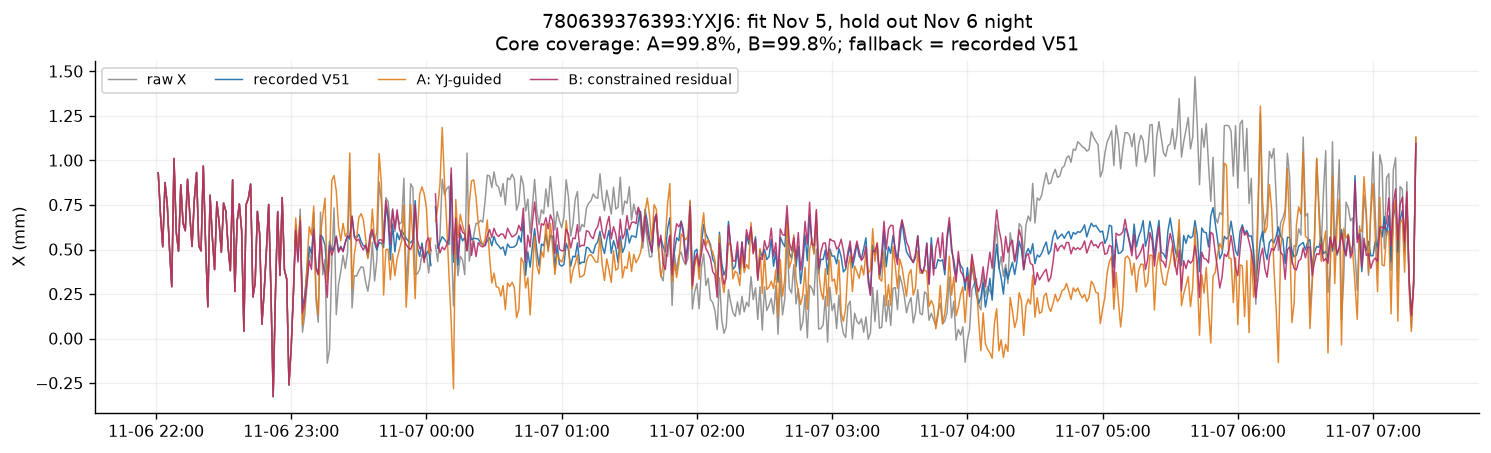 780639376393:YXJ6: fit Nov 5, hold out Nov 6 night
Core coverage: A=99.8%, B=99.8%; fallback = recorded V51
raw X recorded V51 A: YJ-guided B: constrained residual
X (mm)
1.50
1.25
1.00
0.75
0.50
0.25
0.00
−0.25
11-06 22:00 11-06 23:00 11-07 00:00 11-07 01:00 11-07 02:00 11-07 03:00 11-07 04:00 11-07 05:00 11-07 06:00 11-07 07:00